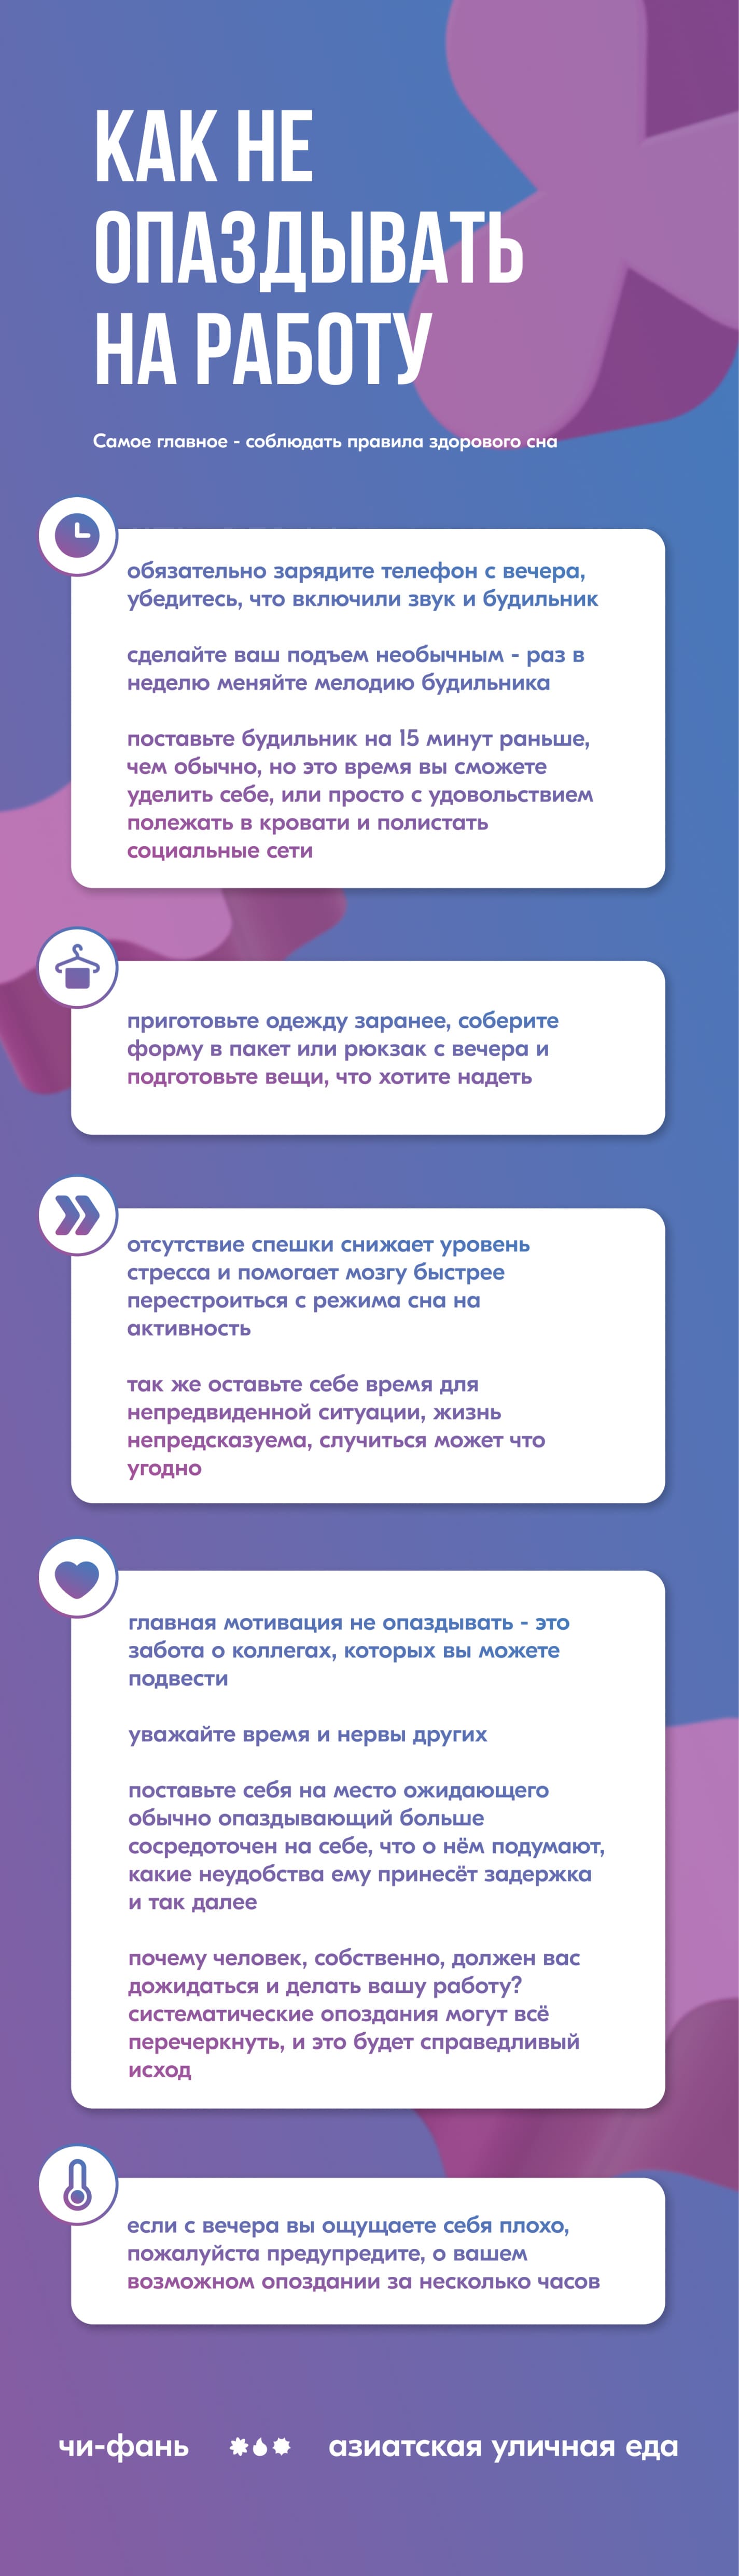 КАК НЕ
ОПАЗДЫВАТЬ
НА РАБОТУ
Самое главное - соблюдать правила здорового сна
обязательно зарядите телефон с вечера,
убедитесь, что включили звук и будильник
сделайте ваш подъем необычным - раз в
неделю меняйте мелодию будильника
поставьте будильник на 15 минут раньше,
чем обычно, но это время вы сможете
уделить себе, или просто с удовольствием
полежать в кровати и полистать
социальные сети
приготовьте одежду заранее, соберите
форму в пакет или рюкзак с вечера и
подготовьте вещи, что хотите надеть
отсутствие спешки снижает уровень
стресса и помогает мозгу быстрее
перестроиться с режима сна на
активность
так же оставьте себе время для
непредвиденной ситуации, жизнь
непредсказуема, случиться может что
угодно
главная мотивация не опаздывать - это
забота о коллегах, которых вы можете
подвести
уважайте время и нервы других
поставьте себя на место ожидающего
обычно опаздывающий больше
сосредоточен на себе, что о нём подумают,
какие неудобства ему принесёт задержка
и так далее
почему человек, собственно, должен вас
дожидаться и делать вашу работу?
систематические опоздания могут всё
перечеркнуть, и это будет справедливый
исход
если с вечера вы ощущаете себя плохо,
пожалуйста предупредите, о вашем
возможном опоздании за несколько часов
чи-фань азиатская уличная еда